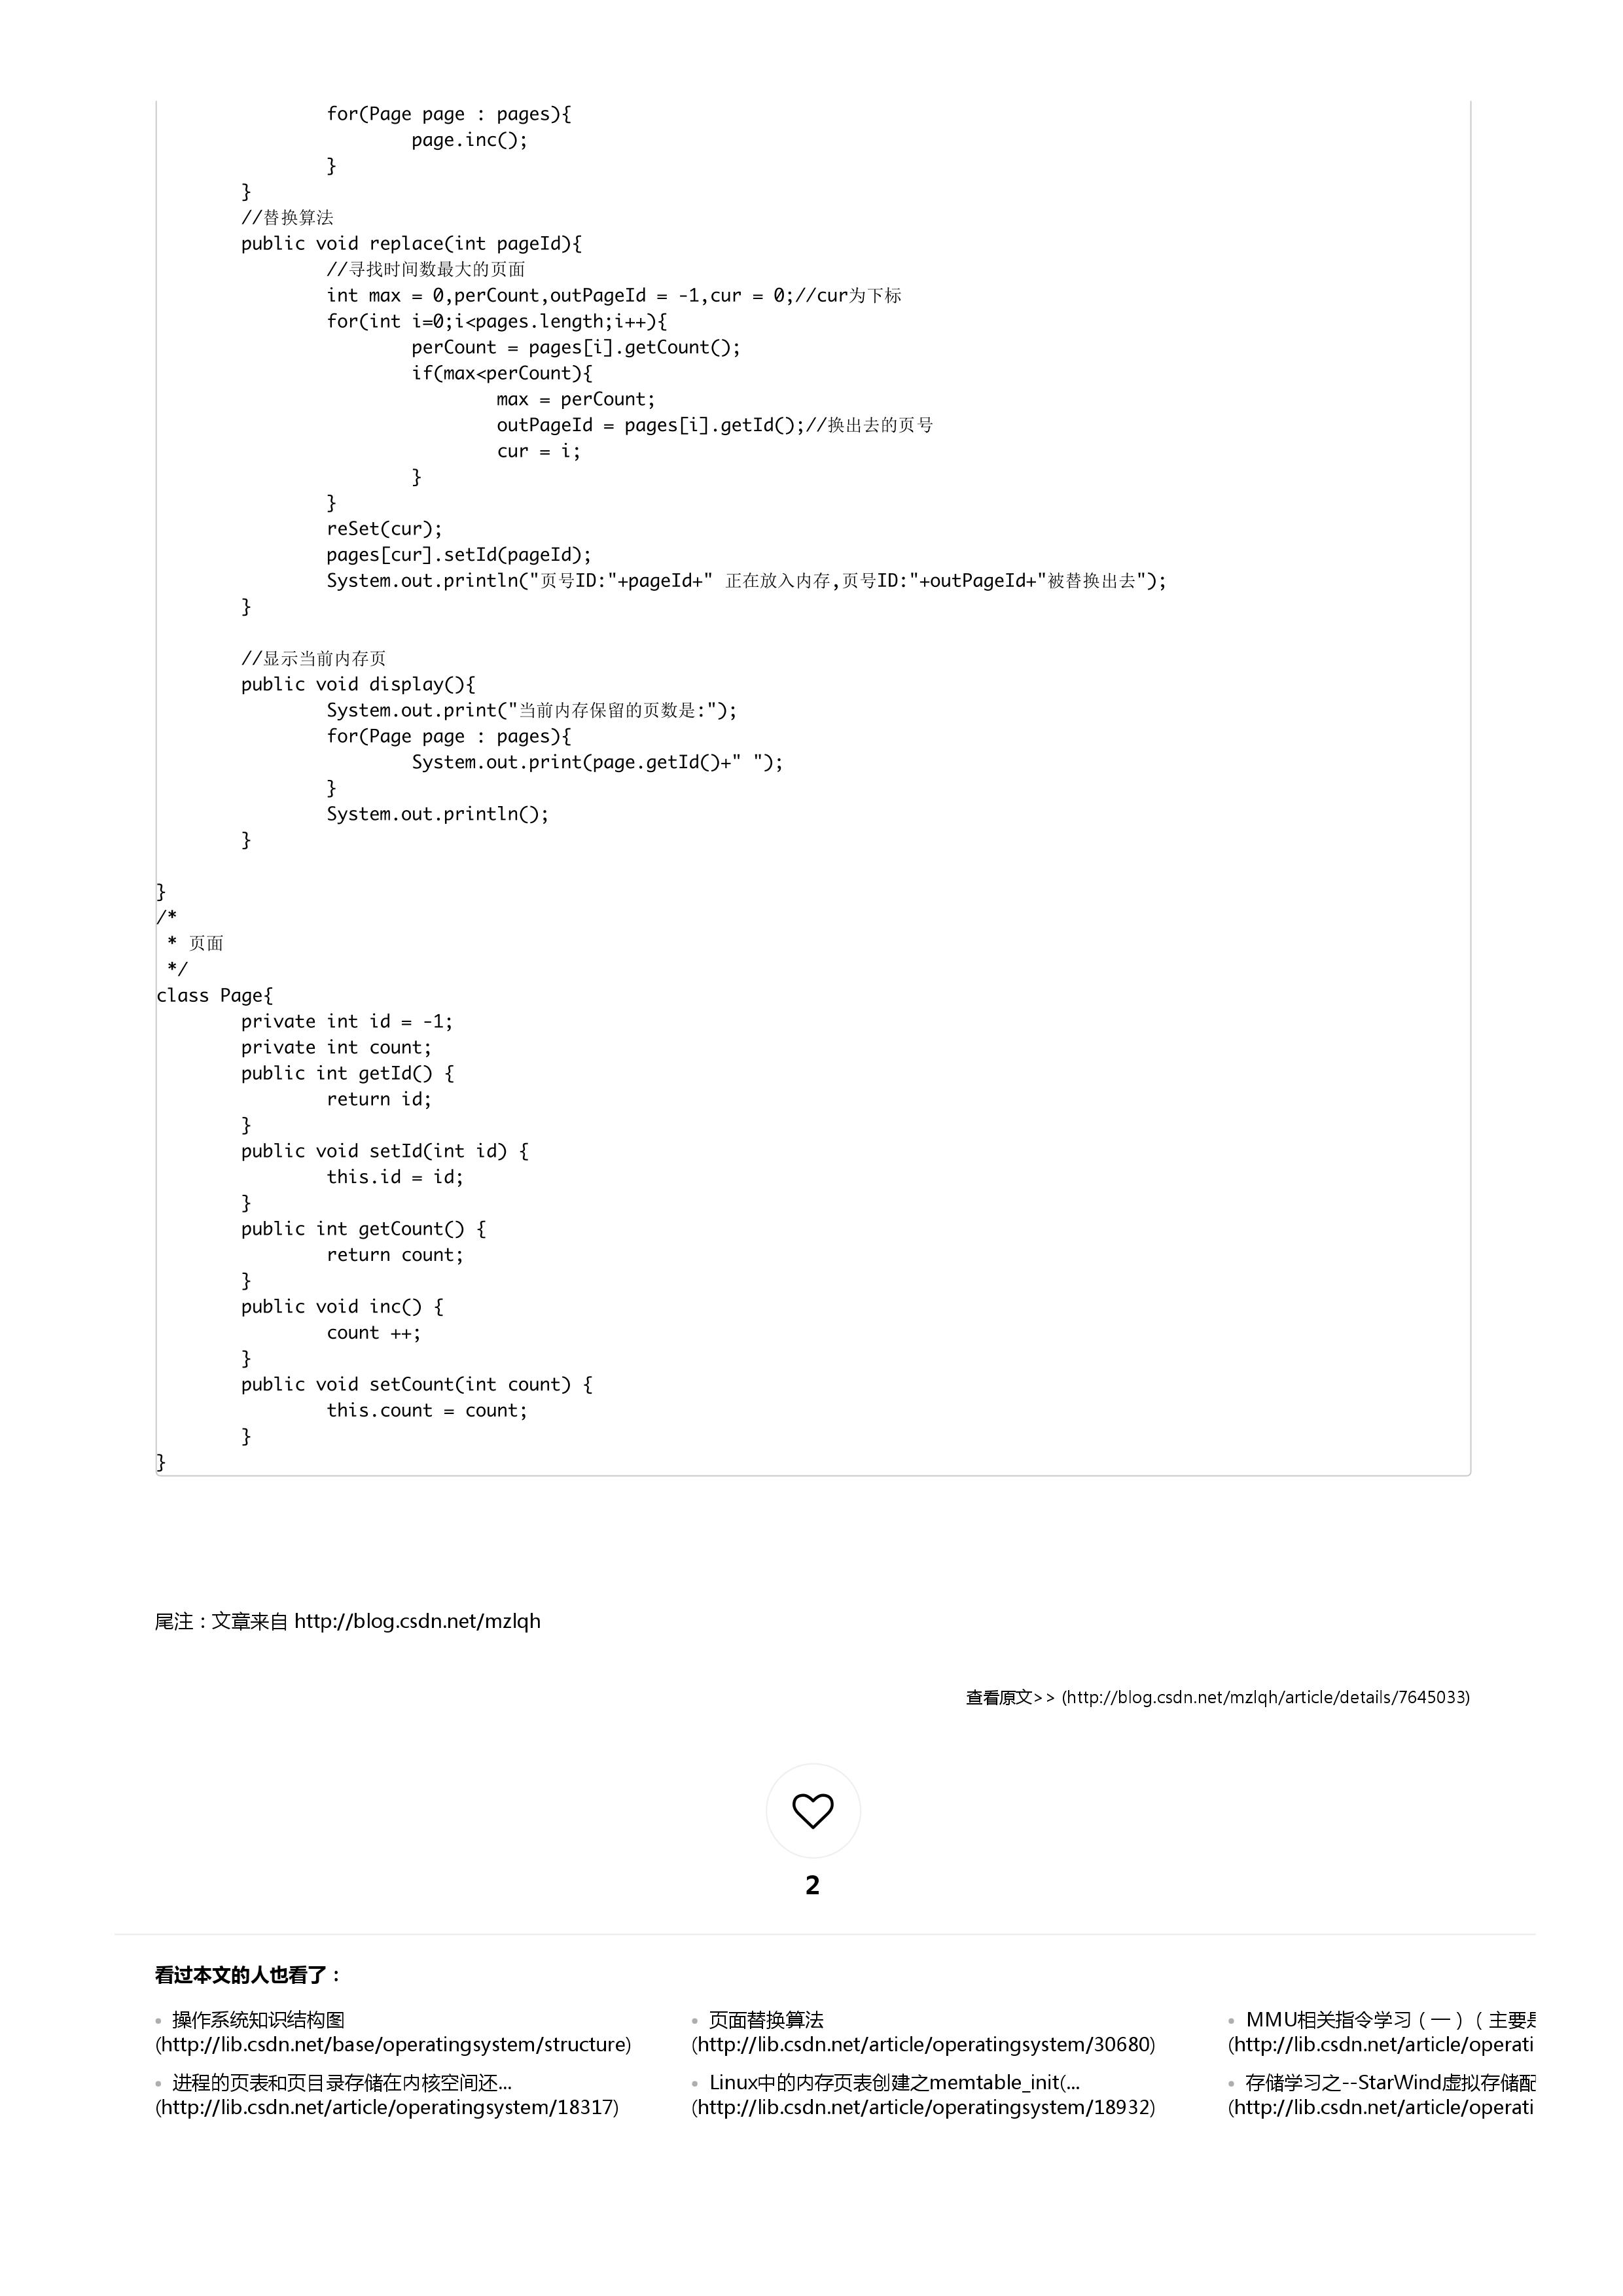 for(Page page : pages){
page.inc();
}
}
//替换算法
public void replace(int pageId){
//寻找时间数最大的页面
int max = 0,perCount,outPageId = -1,cur = 0;//cur为下标
for(int i=0;i<pages.length;i++){
perCount = pages[i].getCount();
if(max<perCount){
max = perCount;
outPageId = pages[i].getId();//换出去的页号
cur = i;
}
}
reSet(cur);
pages[cur].setId(pageId);
System.out.println("页号ID:"+pageId+" 正在放入内存,页号ID:"+outPageId+"被替换出去");
}
//显示当前内存页
public void display(){
System.out.print("当前内存保留的页数是:");
for(Page page : pages){
System.out.print(page.getId()+" ");
}
System.out.println();
}
}
/*
* 页面
*/
class Page{
private int id = -1;
private int count;
public int getId() {
return id;
}
public void setId(int id) {
this.id = id;
}
public int getCount() {
return count;
}
public void inc() {
count ++;
}
public void setCount(int count) {
this.count = count;
}
}
尾注：文章来自 http://blog.csdn.net/mzlqh
查看原文>> (http://blog.csdn.net/mzlqh/article/details/7645033)
2
看过本文的人也看了：
• 操作系统知识结构图
(http://lib.csdn.net/base/operatingsystem/structure)
• 页面替换算法
(http://lib.csdn.net/article/operatingsystem/30680)
• MMU相关指令学习（一）（主要是
(http://lib.csdn.net/article/operati
• 进程的页表和页目录存储在内核空间还...
(http://lib.csdn.net/article/operatingsystem/18317)
• Linux中的内存页表创建之memtable_init(...
(http://lib.csdn.net/article/operatingsystem/18932)
• 存储学习之--StarWind虚拟存储配
(http://lib.csdn.net/article/operati